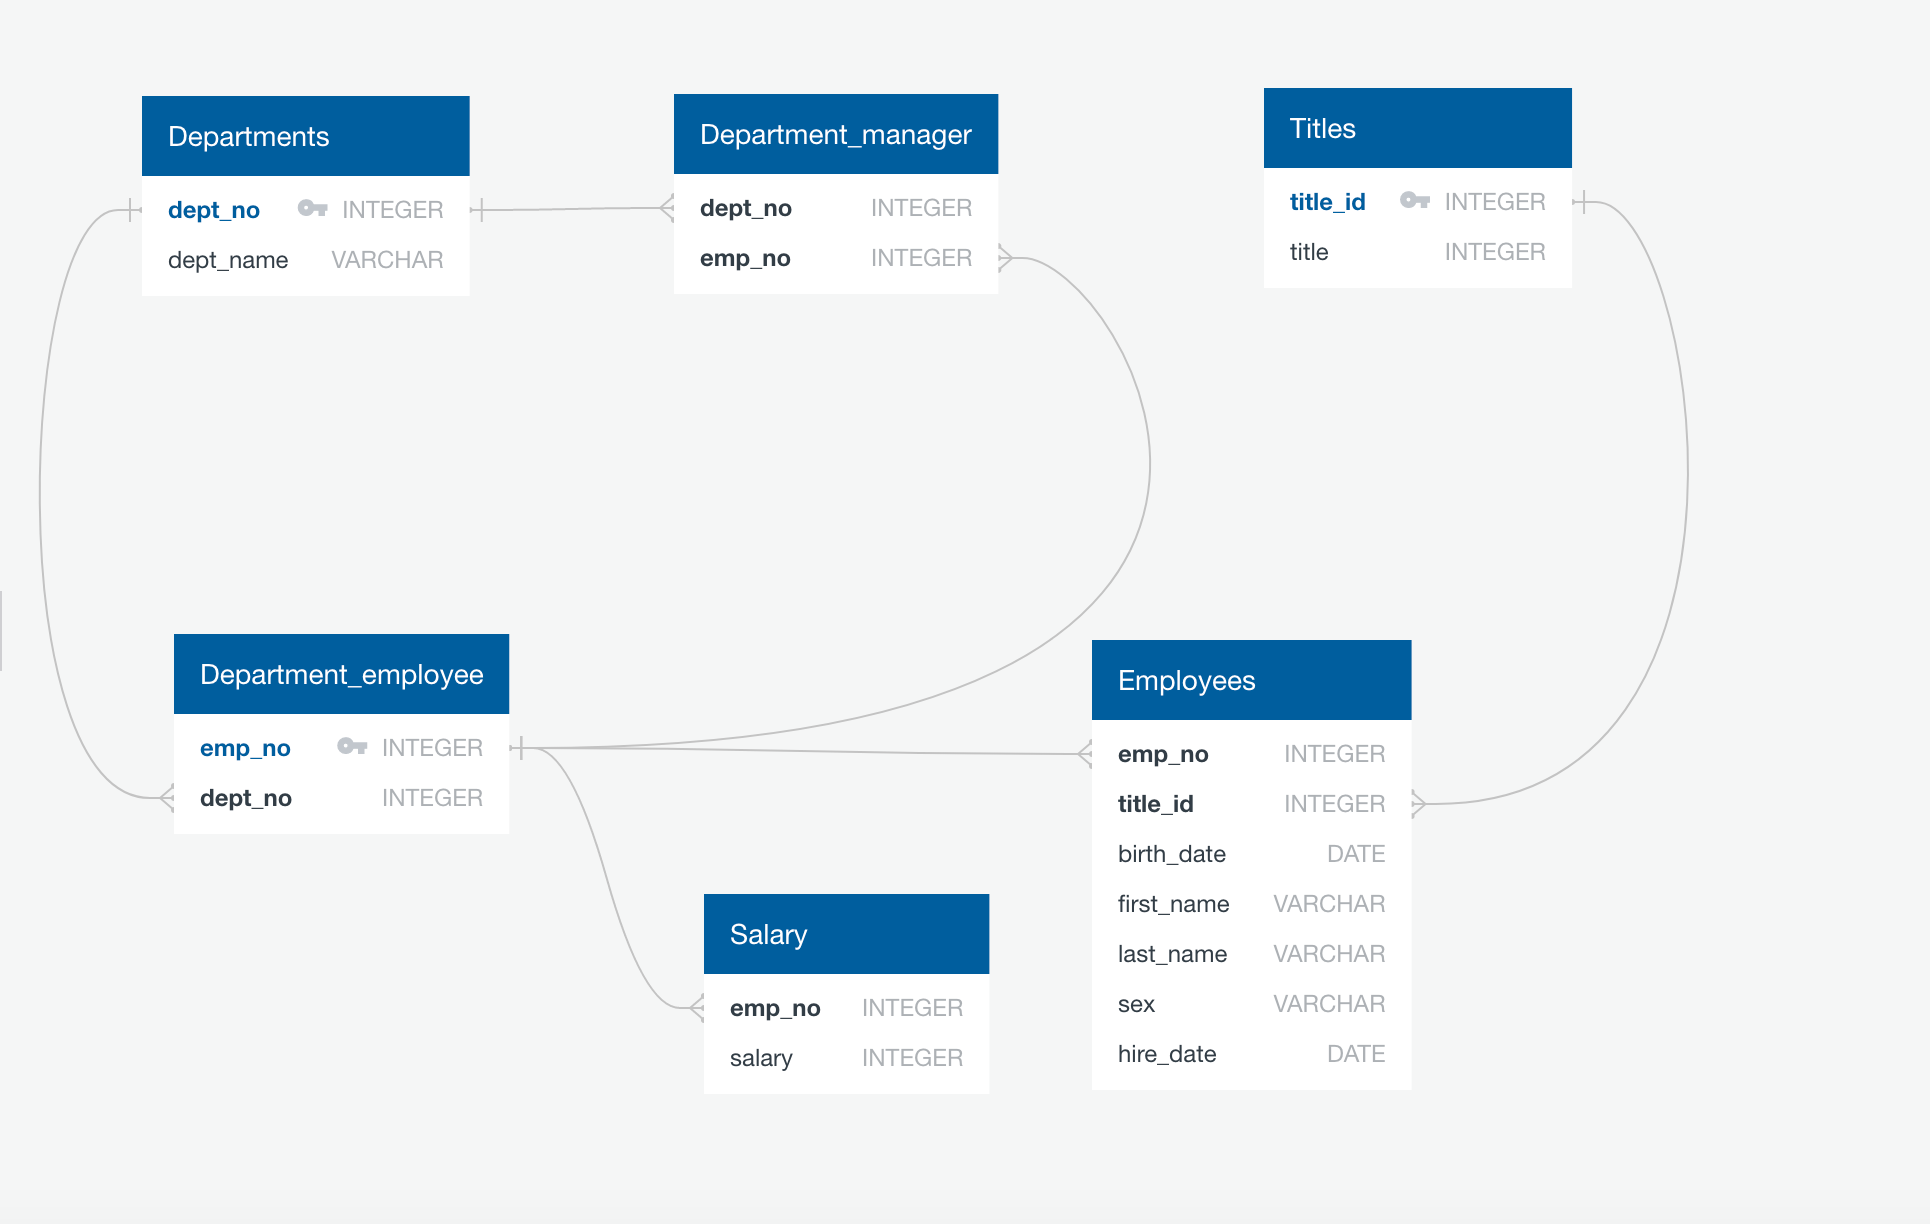 Departments
dept_no INTEGER
dept_name VARCHAR
Department_manager
dept_no INTEGER
emp_no INTEGER
Titles
title_id INTEGER
title INTEGER
Department_employee
emp_no INTEGER
dept_no INTEGER
Salary
emp_no INTEGER
salary INTEGER
Employees
emp_no INTEGER
title_id INTEGER
birth_date DATE
first_name VARCHAR
last_name VARCHAR
sex VARCHAR
hire_date DATE